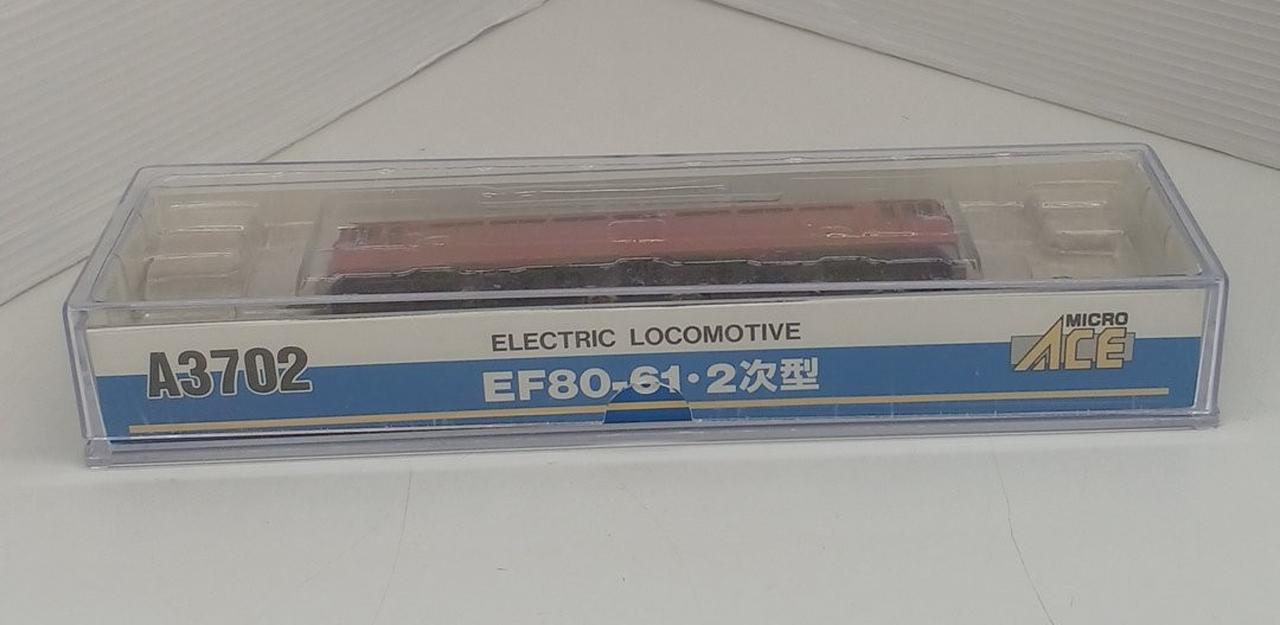 A3702
ELECTRIC LOCOMOTIVE
EF80-61・2次型
MICRO
ACE